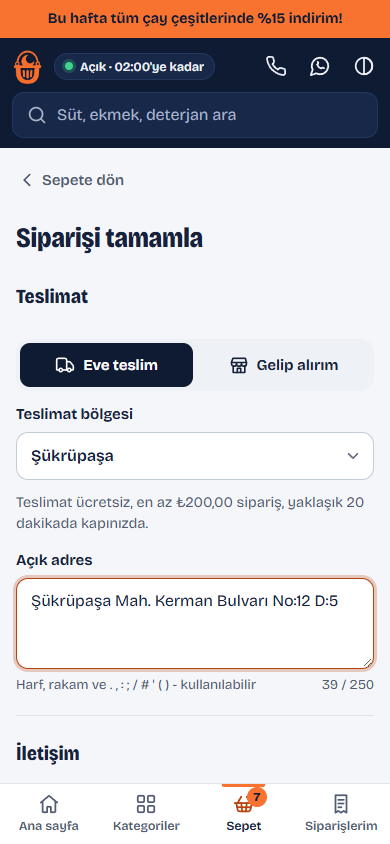 Bu hafta tüm çay çeşitlerinde %15 indirim!
Açık · 02:00'ye kadar
Süt, ekmek, deterjan ara
Sepete dön
Siparişi tamamla
Teslimat
Eve teslim
Gelip alırım
Teslimat bölgesi
Şükrüpaşa
Teslimat ücretsiz, en az ₺200,00 sipariş, yaklaşık 20
dakikada kapınızda.
Açık adres
Şükrüpaşa Mah. Kerman Bulvarı No:12 D:5
Harf, rakam ve . , : ; / # ' ( ) - kullanılabilir
39 / 250
İletişim
7
Ana sayfa
Kategoriler
Sepet
Siparişlerim